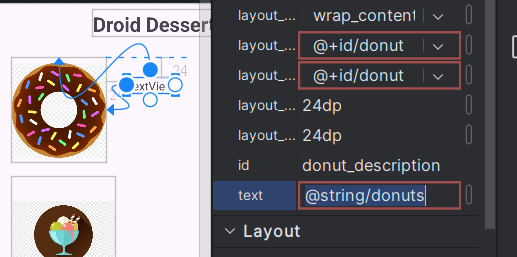 Droid Dessert
24
TextVie
layout_... wrap_content
layout_... @+id/donut
layout_... @+id/donut
layout_... 24dp
layout_... 24dp
id donut_description
text @string/donuts
Layout